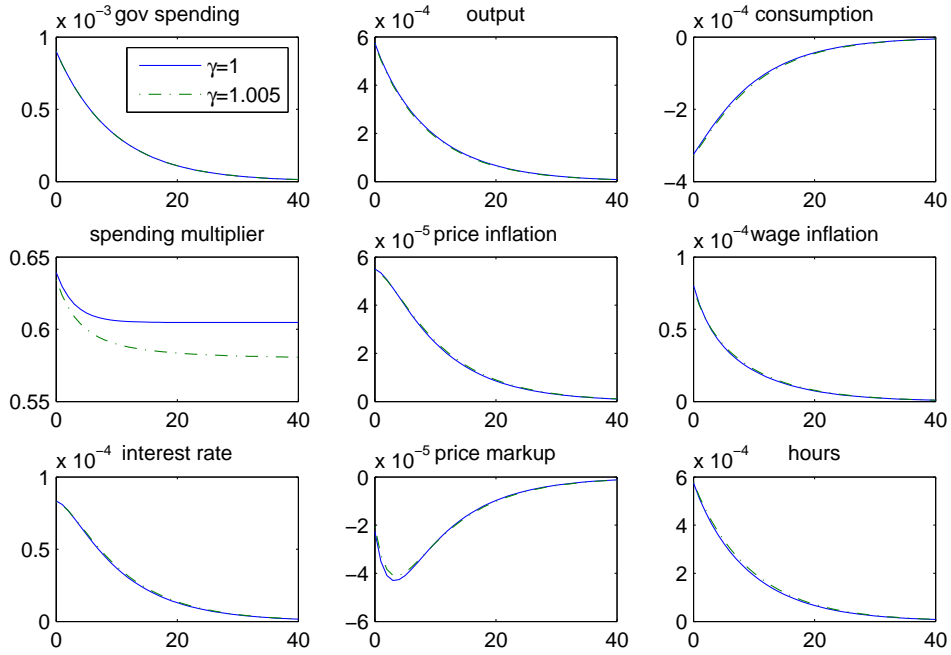 x 10⁻³ gov spending
1
0.5
0
0 20 40
γ=1
γ=1.005
x 10⁻⁴ output
6
4
2
0
0 20 40
x 10⁻⁴ consumption
0
−2
−4
0 20 40
spending multiplier
0.65
0.6
0.55
0 20 40
x 10⁻⁵ price inflation
6
4
2
0
0 20 40
x 10⁻⁴ wage inflation
1
0.5
0
0 20 40
x 10⁻⁴ interest rate
1
0.5
0
0 20 40
x 10⁻⁵ price markup
0
−2
−4
−6
0 20 40
hours
x 10⁻⁴
6
4
2
0
0 20 40